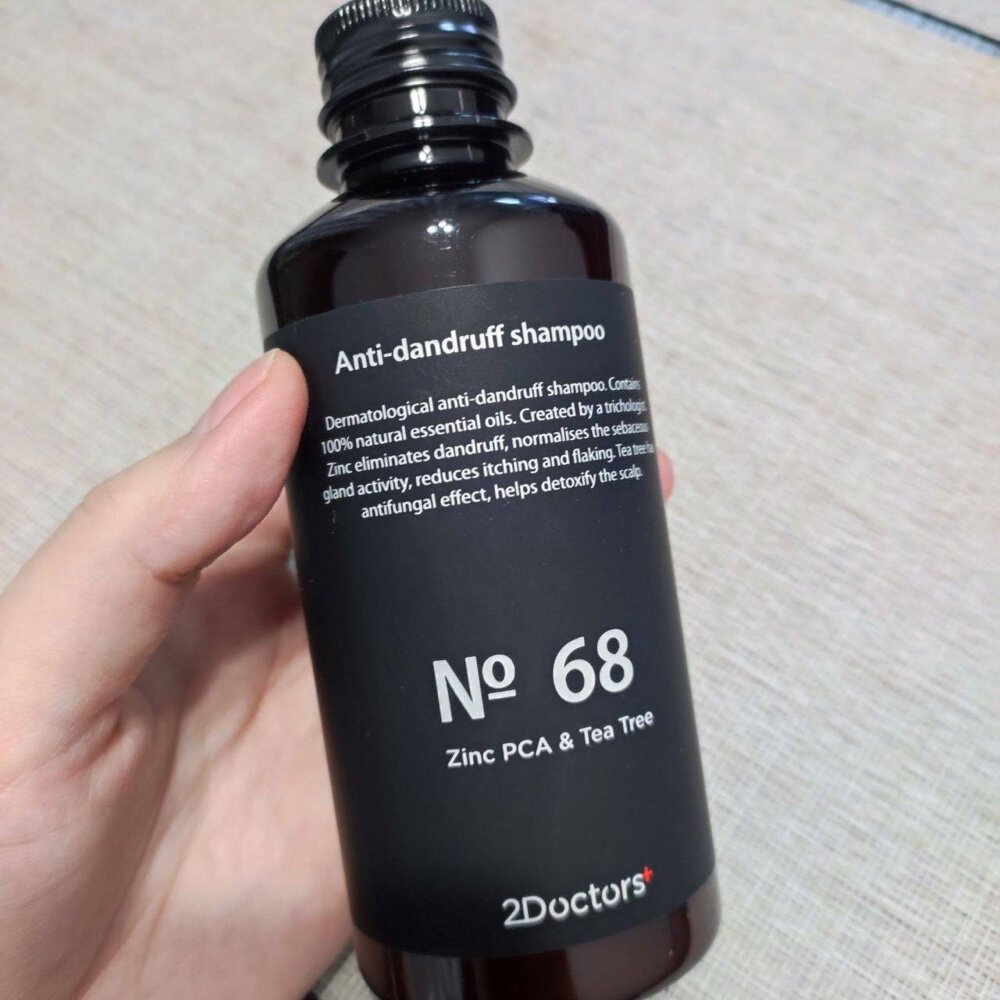 Anti-dandruff shampoo
Dermatological anti-dandruff shampoo. Contains
100% natural essential oils. Created by a trichologist.
Zinc eliminates dandruff, normalises the sebaceous
gland activity, reduces itching and flaking. Tea tree has
antifungal effect, helps detoxify the scalp.
№ 68
Zinc PCA & Tea Tree
2Doctors+